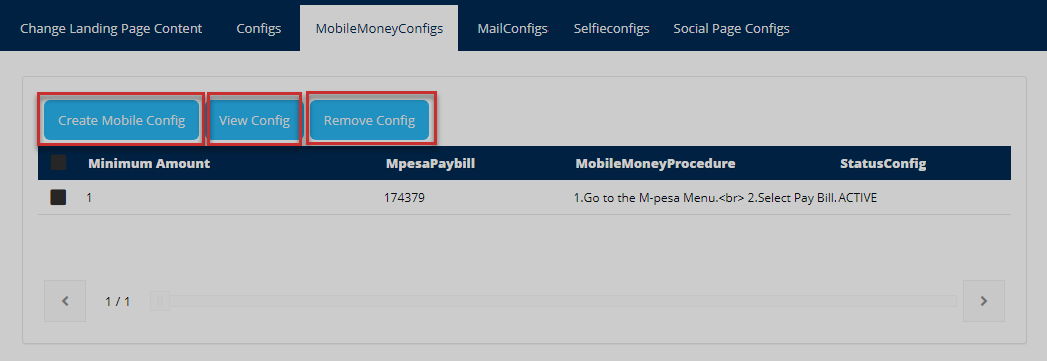 Change Landing Page Content Configs MobileMoneyConfigs MailConfigs Selfieconfigs Social Page Configs
Create Mobile Config View Config Remove Config
Minimum Amount MpesaPaybill MobileMoneyProcedure StatusConfig
1 174379 1.Go to the M-pesa Menu.<br> 2.Select Pay Bill. ACTIVE
1 / 1